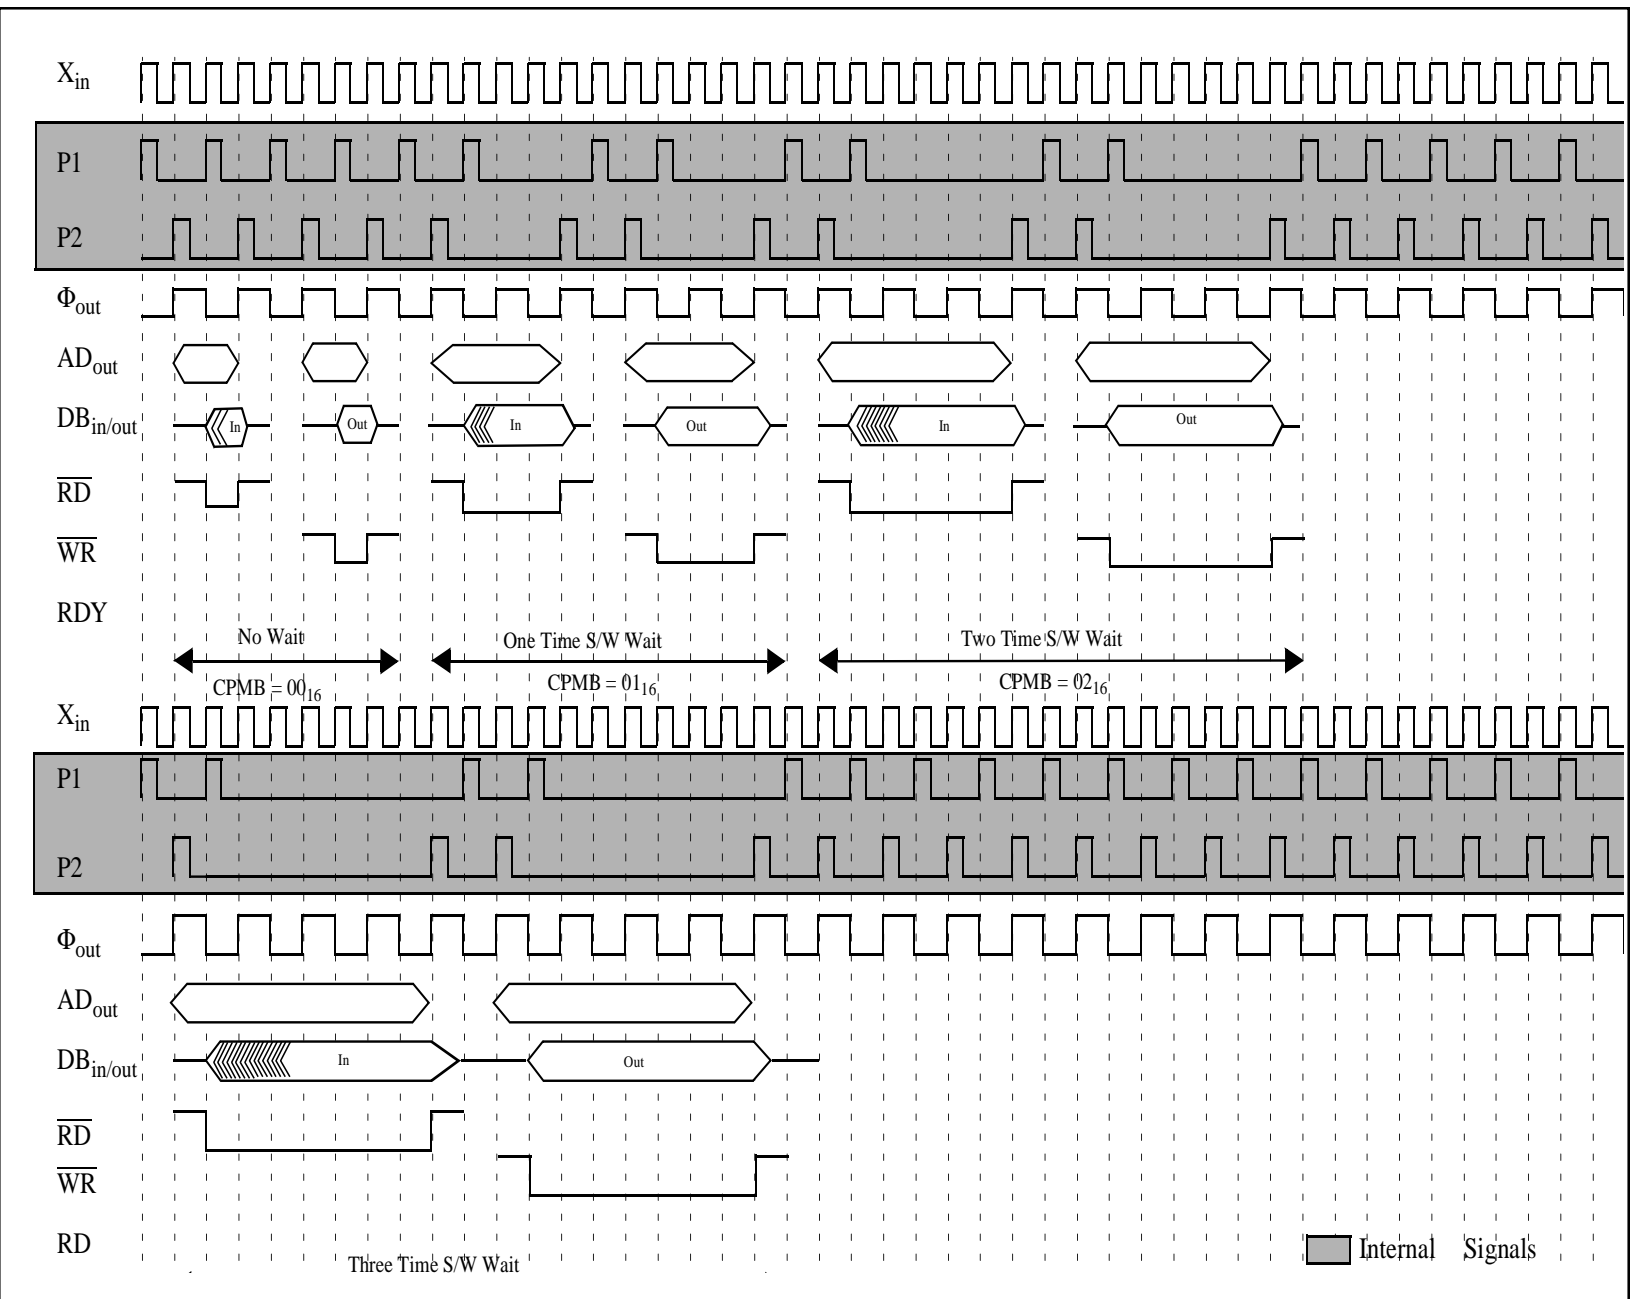 Xin
P1
P2
Φout
ADout
DBin/out In Out In Out In Out
RD
WR
RDY
No Wait One Time S/W Wait Two Time S/W Wait
CPMB = 0016 CPMB = 0116 CPMB = 0216
Xin
P1
P2
Φout
ADout
DBin/out In Out
RD
WR
RD
Internal Signals
Three Time S/W Wait